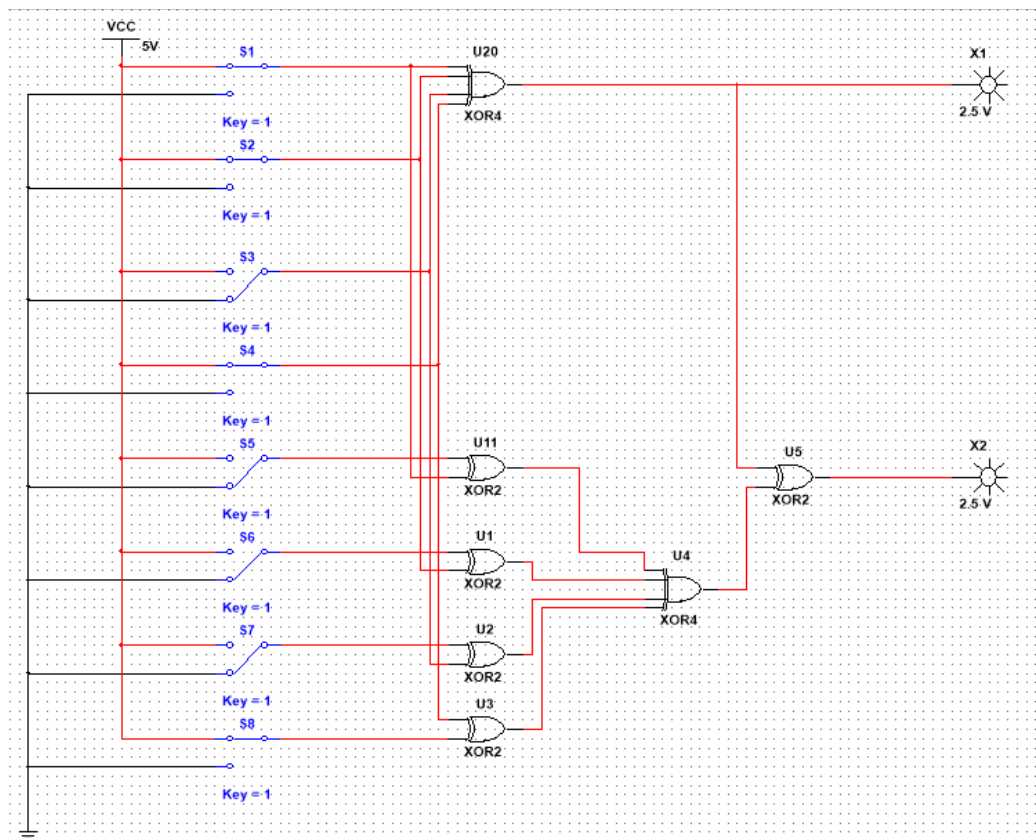 VCC
5V
S1
Key = 1
S2
Key = 1
S3
Key = 1
S4
Key = 1
S5
Key = 1
S6
Key = 1
S7
Key = 1
S8
Key = 1
U20
XOR4
U11
XOR2
U1
XOR2
U2
XOR2
U3
XOR2
U4
XOR4
U5
XOR2
X1
2.5 V
X2
2.5 V